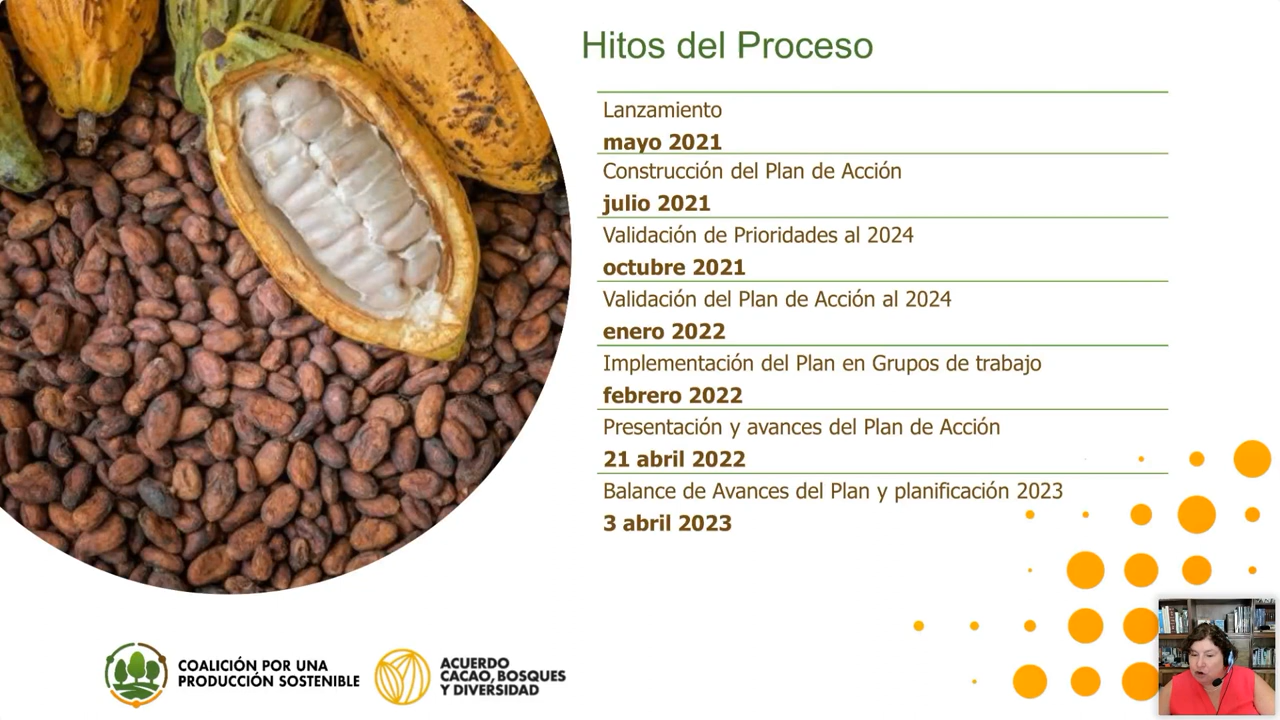 Hitos del Proceso
Lanzamiento
mayo 2021
Construcción del Plan de Acción
julio 2021
Validación de Prioridades al 2024
octubre 2021
Validación del Plan de Acción al 2024
enero 2022
Implementación del Plan en Grupos de trabajo
febrero 2022
Presentación y avances del Plan de Acción
21 abril 2022
Balance de Avances del Plan y planificación 2023
3 abril 2023
COALICIÓN POR UNA
PRODUCCIÓN SOSTENIBLE
ACUERDO
CACAO, BOSQUES
Y DIVERSIDAD